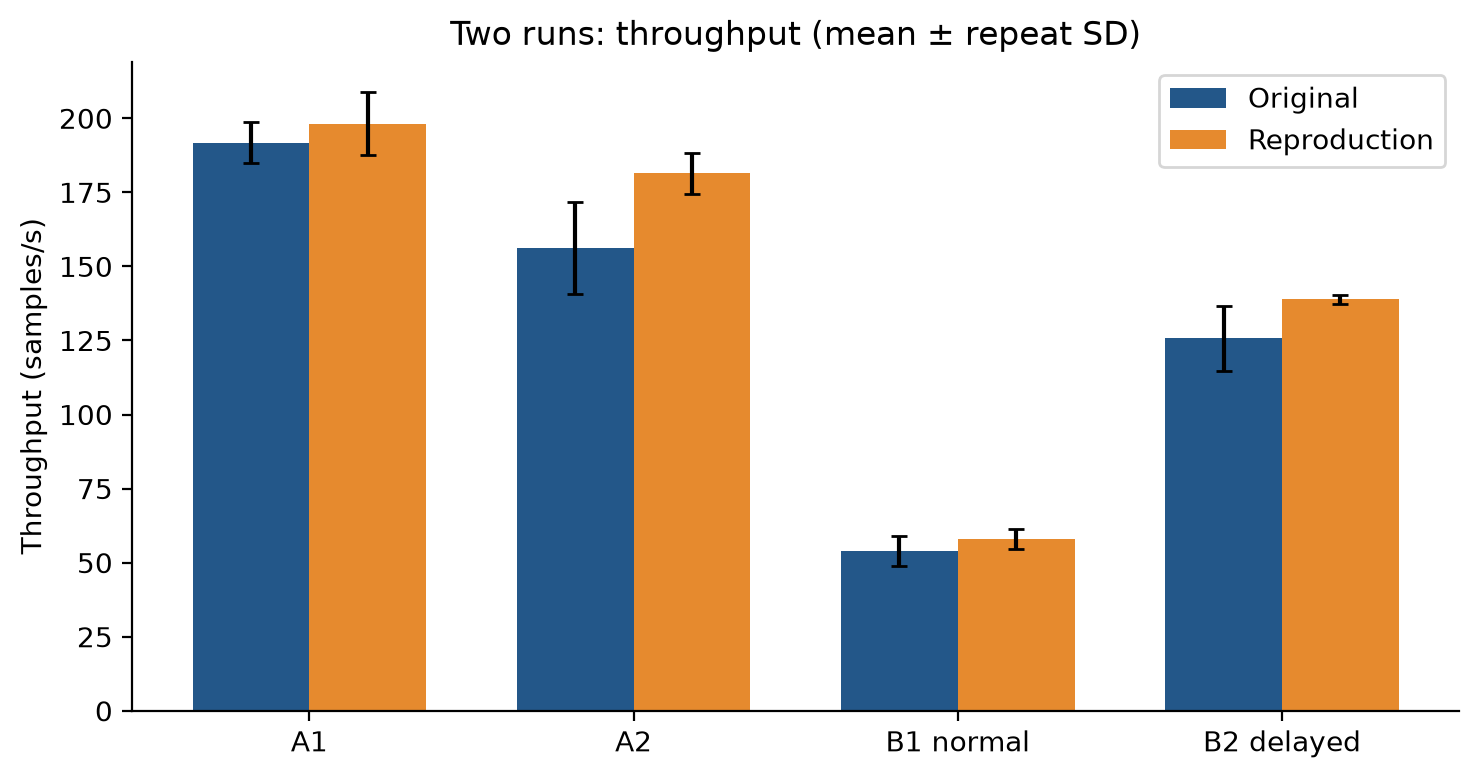 Two runs: throughput (mean ± repeat SD)
Original
Reproduction
Throughput (samples/s)
200
175
150
125
100
75
50
25
0
A1
A2
B1 normal
B2 delayed